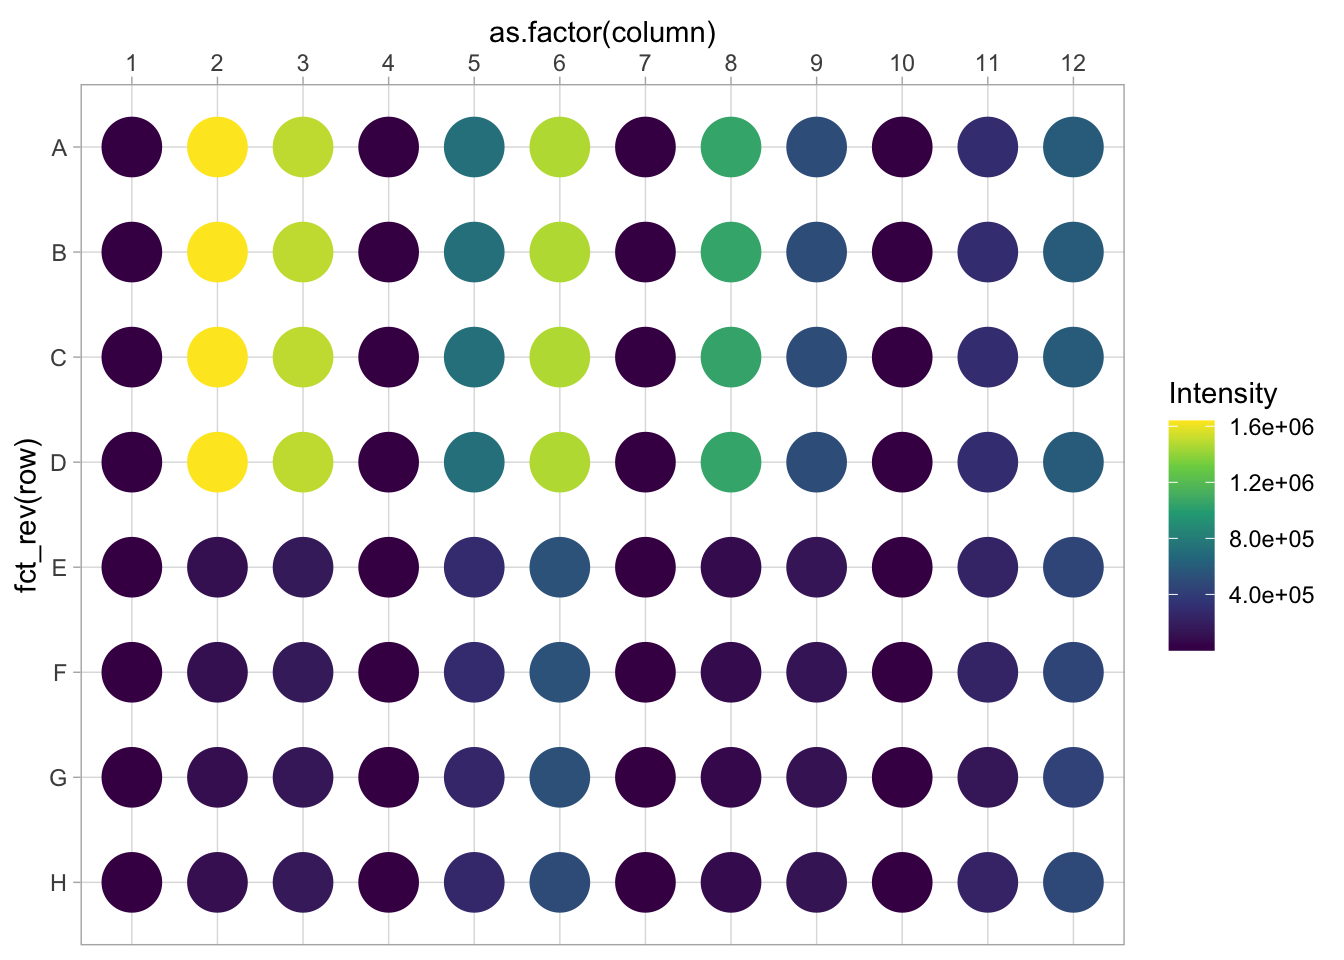 as.factor(column)
1 2 3 4 5 6 7 8 9 10 11 12
A
B
C
D
E
F
G
H
fct_rev(row)
Intensity
1.6e+06
1.2e+06
8.0e+05
4.0e+05